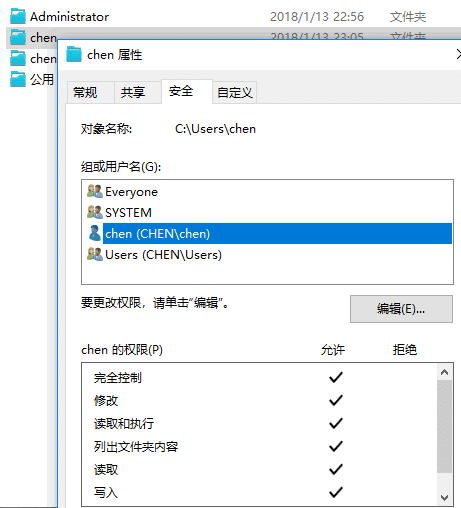 Administrator 2018/1/13 22:56 文件夹
chen 2018/1/13 23:05 文件夹
chen
公用
chen 属性
常规 共享 安全 自定义
对象名称: C:\Users\chen
组或用户名(G):
Everyone
SYSTEM
chen (CHEN\chen)
Users (CHEN\Users)
要更改权限，请单击“编辑”。
编辑(E)...
chen 的权限(P) 允许 拒绝
完全控制
修改
读取和执行
列出文件夹内容
读取
写入